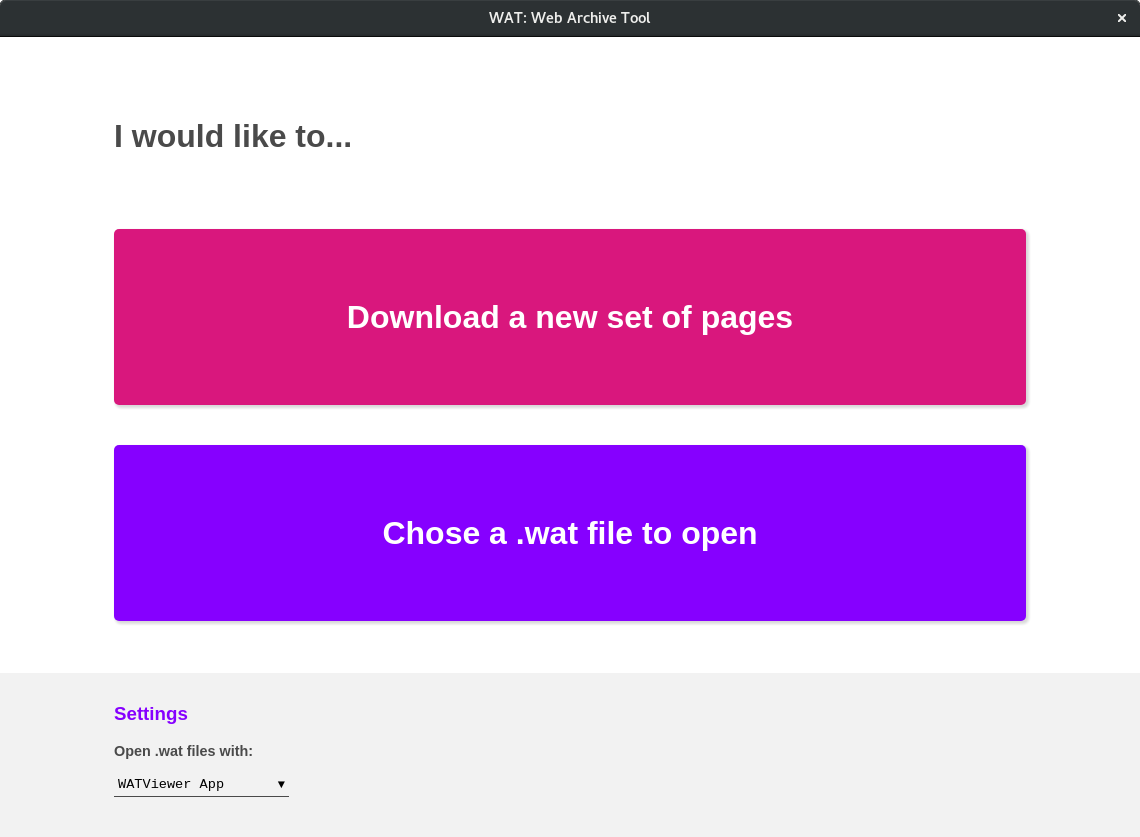 WAT: Web Archive Tool
I would like to...
Download a new set of pages
Chose a .wat file to open
Settings
Open .wat files with:
WATViewer App ▼